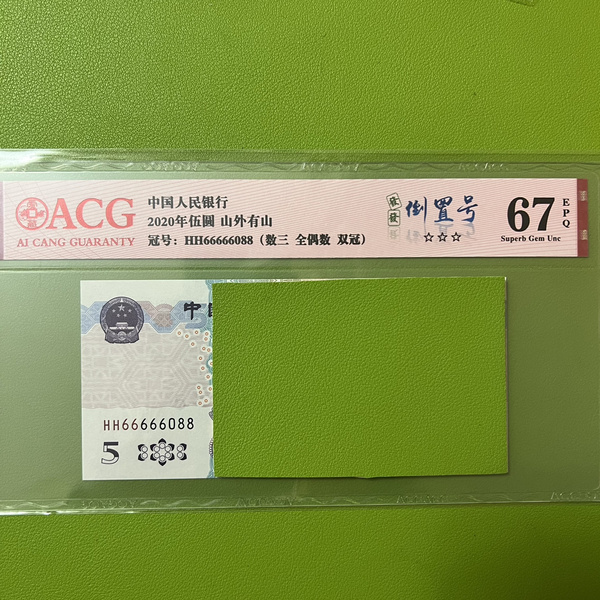 ACG
AI CANG GUARANTY
中国人民银行
2020年伍圆 山外有山
冠号：HH66666088（数三 全偶数 双冠）
發
發
倒置号
67
EPQ
Superb Gem Unc
中
HH66666088
5